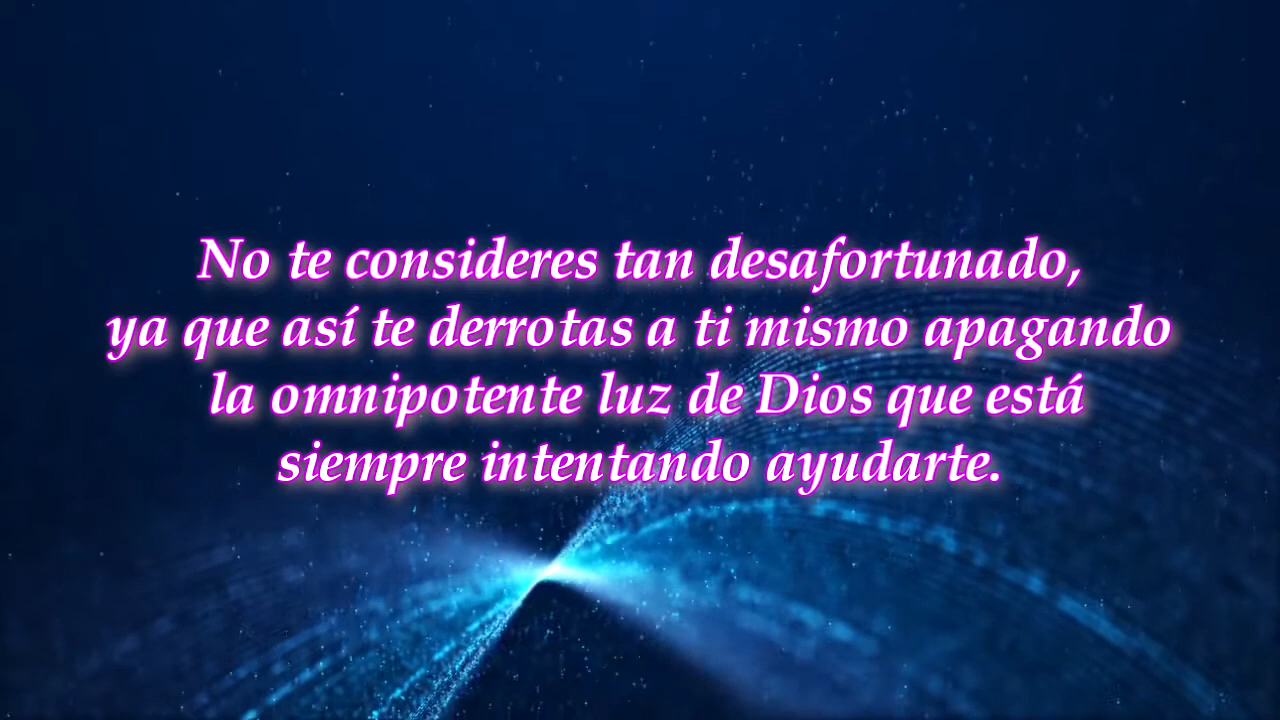 No te consideres tan desafortunado,
ya que así te derrotas a ti mismo apagando
la omnipotente luz de Dios que está
siempre intentando ayudarte.